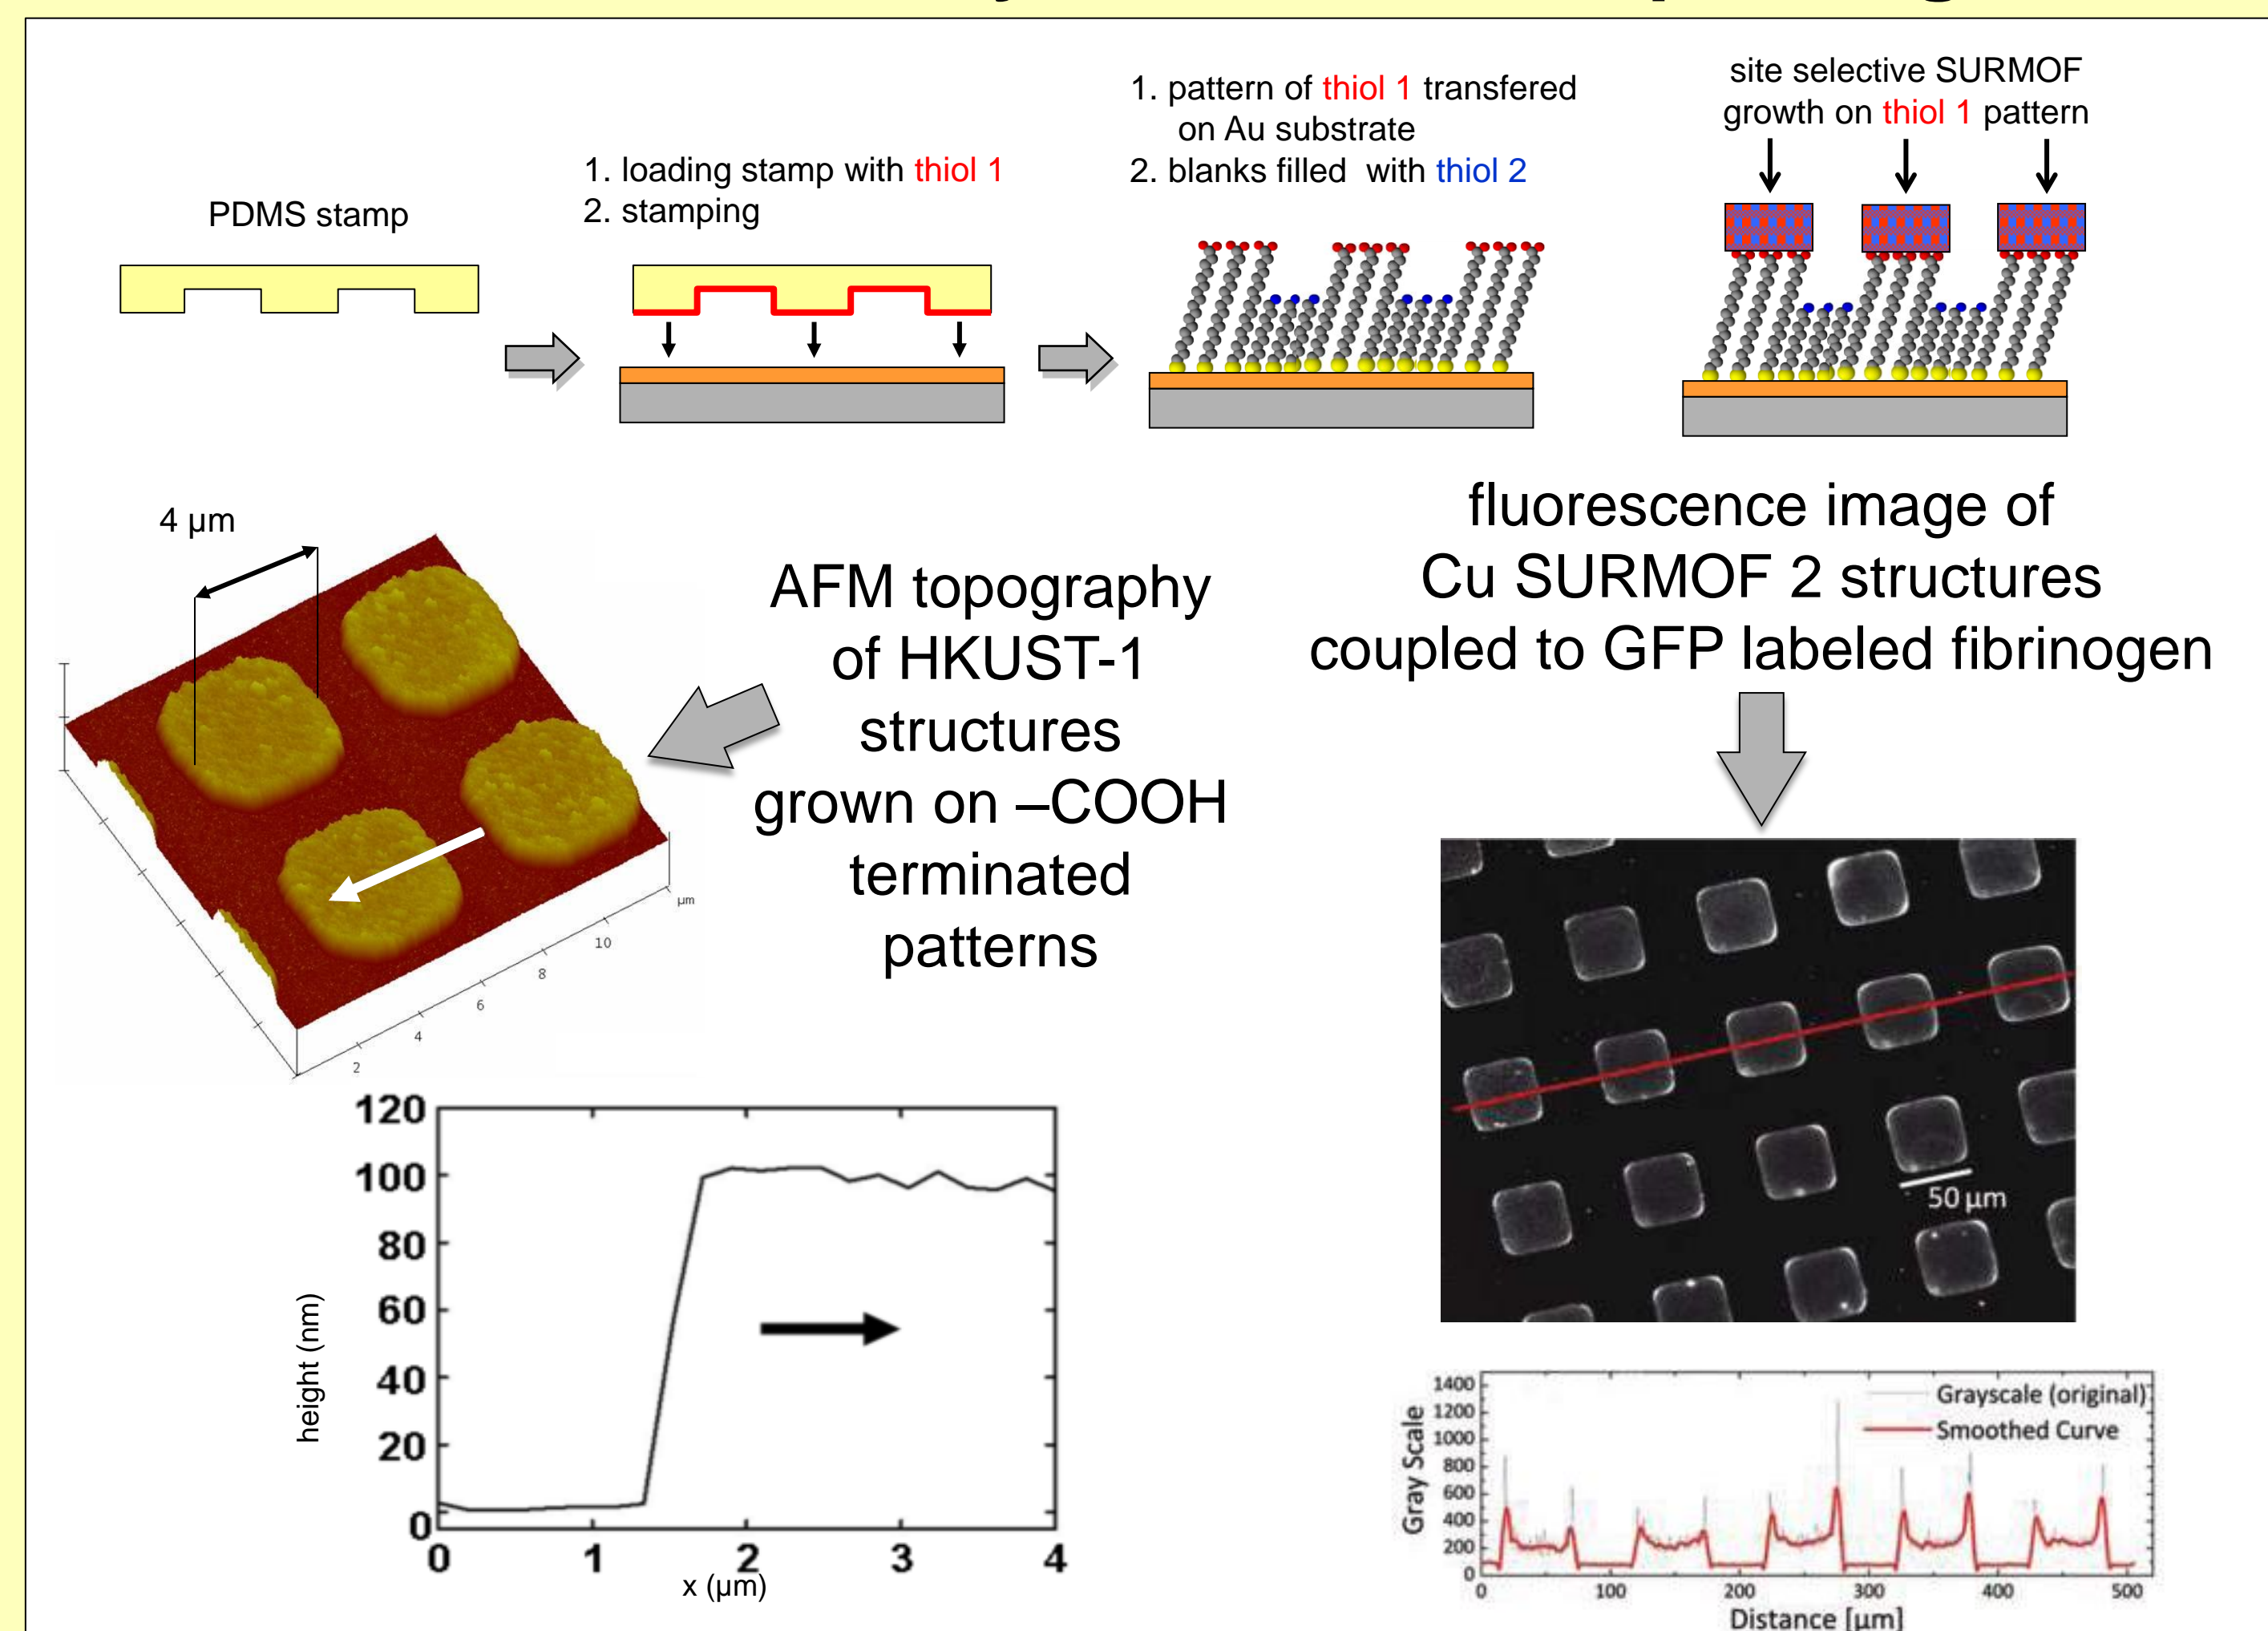 PDMS stamp
1. loading stamp with thiol 1
2. stamping
1. pattern of thiol 1 transfered
on Au substrate
2. blanks filled with thiol 2
site selective SURMOF
growth on thiol 1 pattern
4 µm
µm
10
8
6
4
2
AFM topography
of HKUST-1
structures
grown on –COOH
terminated
patterns
fluorescence image of
Cu SURMOF 2 structures
coupled to GFP labeled fibrinogen
50 µm
120
100
80
60
40
20
0
height (nm)
0 1 2 3 4
x (µm)
1400
1200
1000
800
600
400
200
0
Gray Scale
Grayscale (original)
Smoothed Curve
0 100 200 300 400 500
Distance [µm]